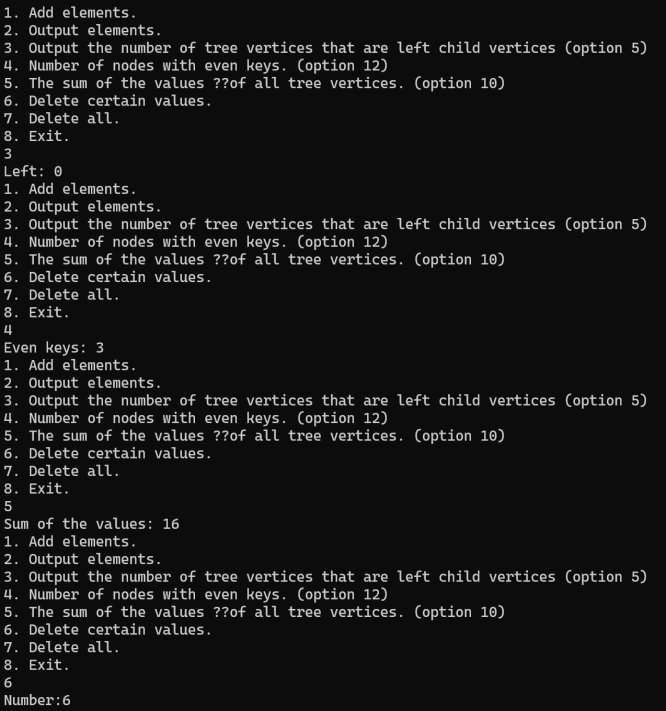 1. Add elements.
2. Output elements.
3. Output the number of tree vertices that are left child vertices (option 5)
4. Number of nodes with even keys. (option 12)
5. The sum of the values ??of all tree vertices. (option 10)
6. Delete certain values.
7. Delete all.
8. Exit.
3
Left: 0
1. Add elements.
2. Output elements.
3. Output the number of tree vertices that are left child vertices (option 5)
4. Number of nodes with even keys. (option 12)
5. The sum of the values ??of all tree vertices. (option 10)
6. Delete certain values.
7. Delete all.
8. Exit.
4
Even keys: 3
1. Add elements.
2. Output elements.
3. Output the number of tree vertices that are left child vertices (option 5)
4. Number of nodes with even keys. (option 12)
5. The sum of the values ??of all tree vertices. (option 10)
6. Delete certain values.
7. Delete all.
8. Exit.
5
Sum of the values: 16
1. Add elements.
2. Output elements.
3. Output the number of tree vertices that are left child vertices (option 5)
4. Number of nodes with even keys. (option 12)
5. The sum of the values ??of all tree vertices. (option 10)
6. Delete certain values.
7. Delete all.
8. Exit.
6
Number:6